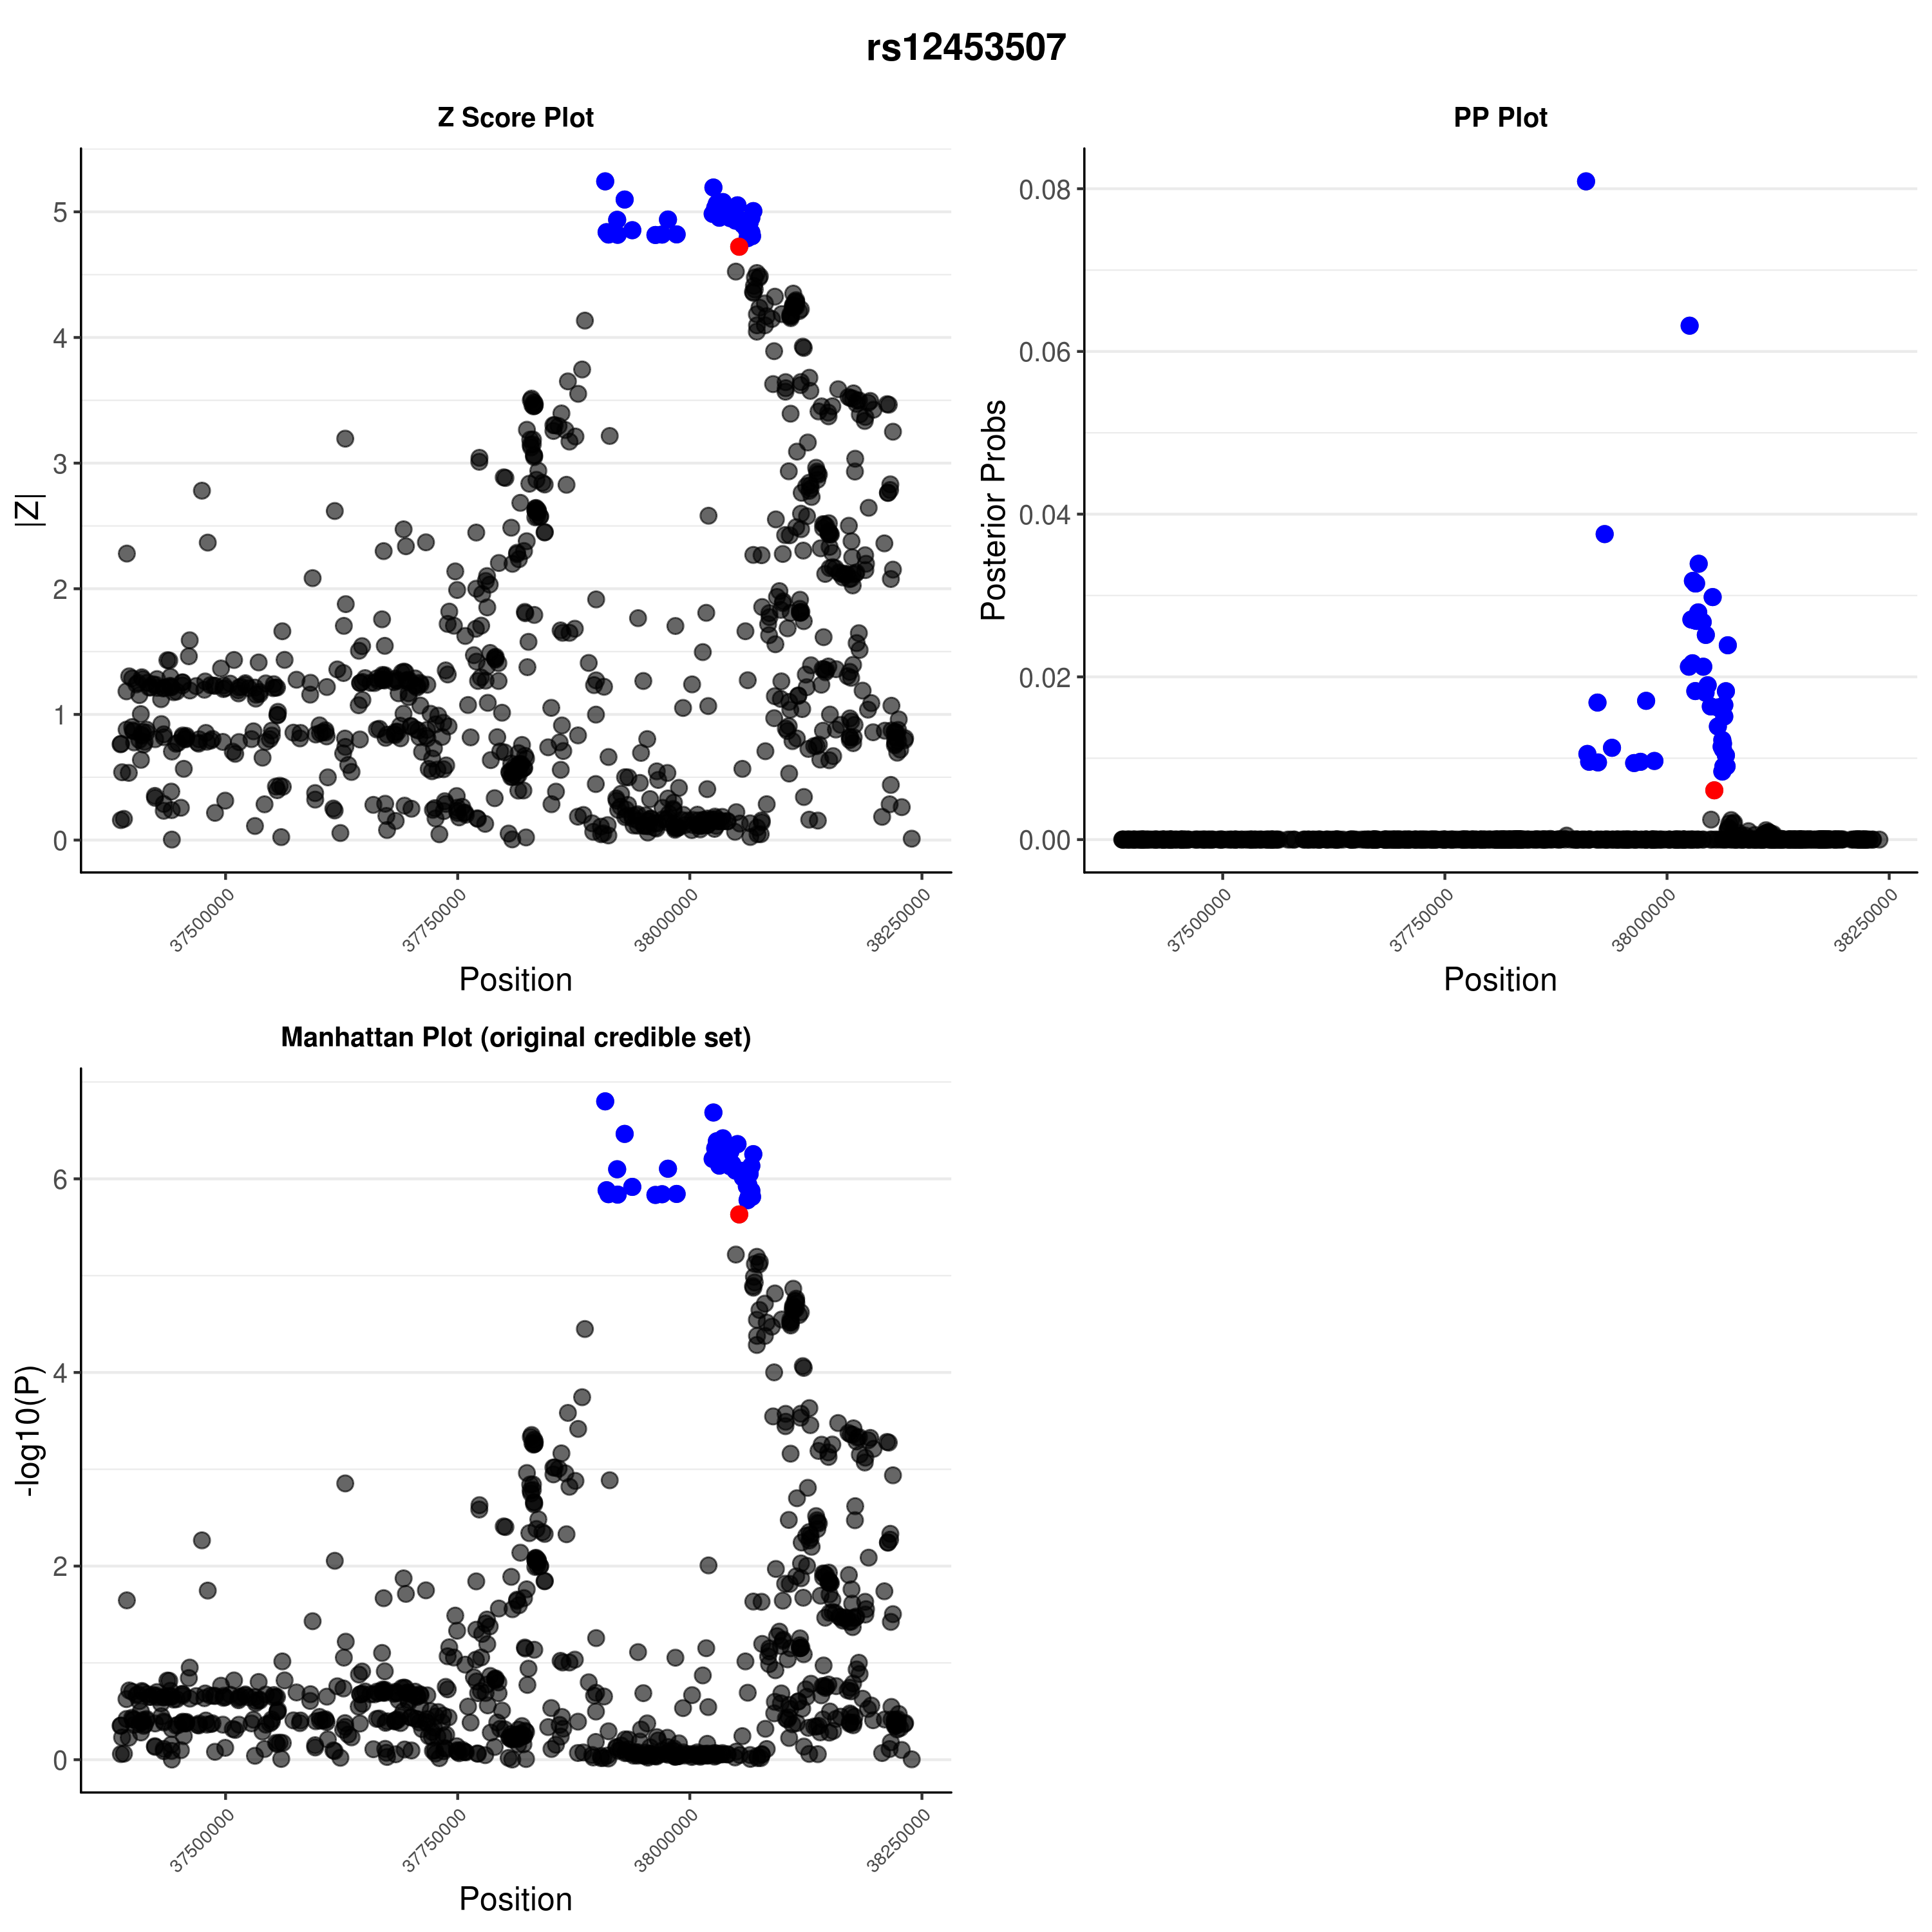 rs12453507
Z Score Plot
|Z|
5
4
3
2
1
0
37500000
37750000
38000000
38250000
Position
PP Plot
Posterior Probs
0.08
0.06
0.04
0.02
0.00
37500000
37750000
38000000
38250000
Position
Manhattan Plot (original credible set)
-log10(P)
6
4
2
0
37500000
37750000
38000000
38250000
Position